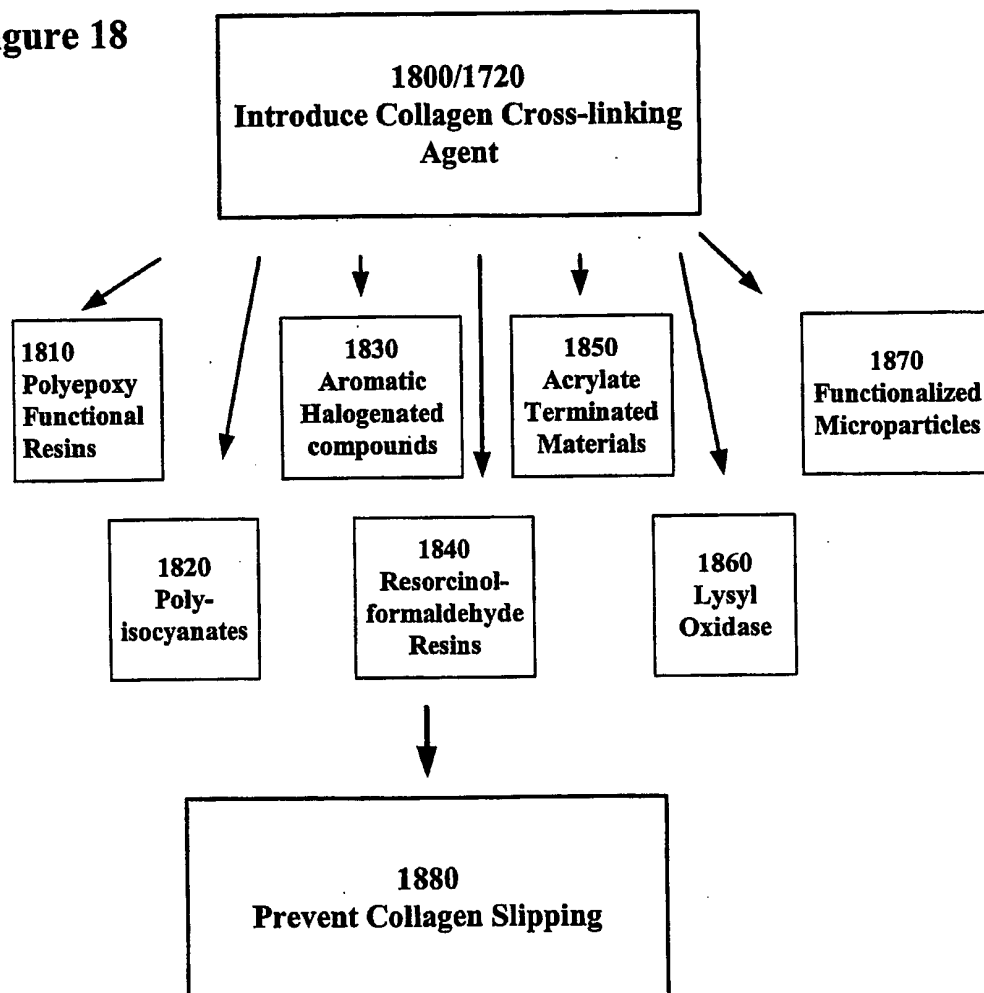 gure 18
1800/1720
Introduce Collagen Cross-linking
Agent
1810
Polyepoxy
Functional
Resins
1830
Aromatic
Halogenated
compounds
1850
Acrylate
Terminated
Materials
1870
Functionalized
Microparticles
1820
Poly-
isocyanates
1840
Resorcinol-
formaldehyde
Resins
1860
Lysyl
Oxidase
1880
Prevent Collagen Slipping